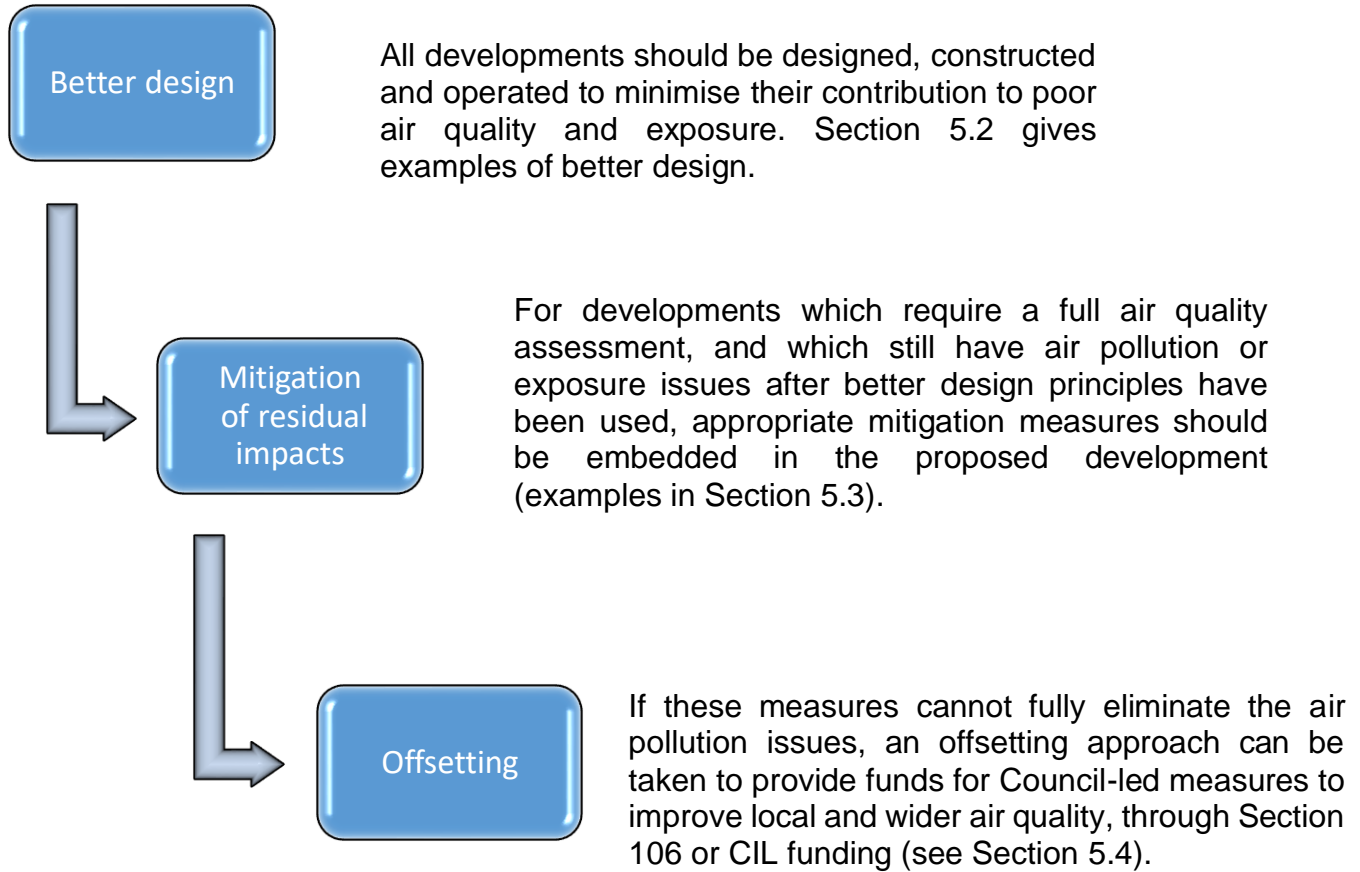 Better design
All developments should be designed, constructed
and operated to minimise their contribution to poor
air quality and exposure. Section 5.2 gives
examples of better design.
Mitigation
of residual
impacts
For developments which require a full air quality
assessment, and which still have air pollution or
exposure issues after better design principles have
been used, appropriate mitigation measures should
be embedded in the proposed development
(examples in Section 5.3).
Offsetting
If these measures cannot fully eliminate the air
pollution issues, an offsetting approach can be
taken to provide funds for Council-led measures to
improve local and wider air quality, through Section
106 or CIL funding (see Section 5.4).